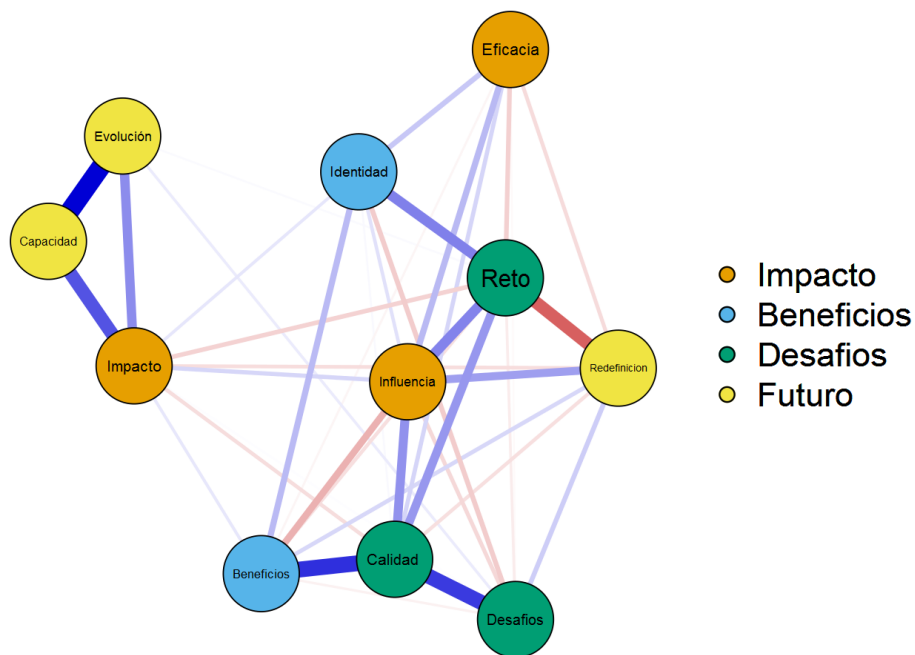 Eficacia
Evolución
Identidad
Capacidad
Reto
Impacto
Influencia
Redefinicion
Beneficios
Calidad
Desafios
Impacto
Beneficios
Desafios
Futuro